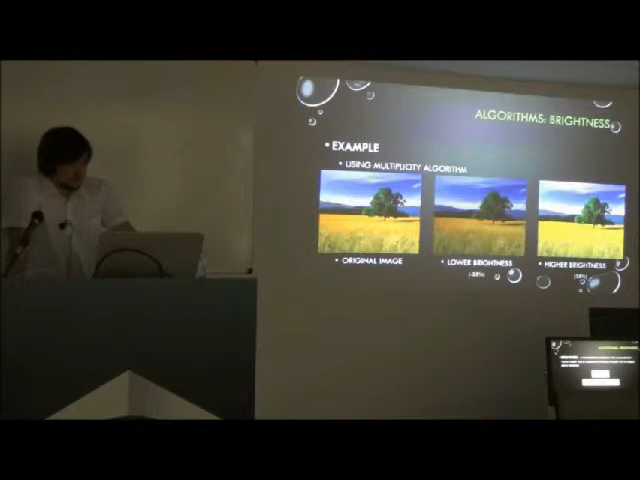 ALGORITHMS: BRIGHTNESS
• EXAMPLE
• USING MULTIPLICITY ALGORITHM
• ORIGINAL IMAGE
• LOWER BRIGHTNESS
• HIGHER BRIGHTNESS